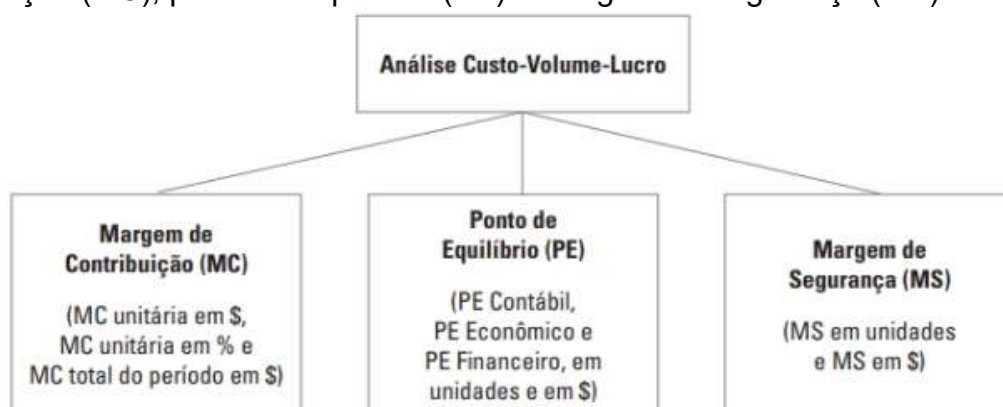 Análise Custo-Volume-Lucro
Margem de
Contribuição (MC)
(MC unitária em $,
MC unitária em % e
MC total do período em $)
Ponto de
Equilíbrio (PE)
(PE Contábil,
PE Econômico e
PE Financeiro, em
unidades e em $)
Margem de
Segurança (MS)
(MS em unidades
e MS em $)